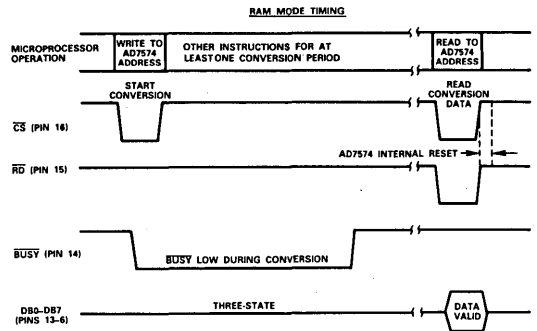 RAM MODE TIMING
MICROPROCESSOR
OPERATION
WRITE TO
AD7574
ADDRESS
OTHER INSTRUCTIONS FOR AT
LEAST ONE CONVERSION PERIOD
READ TO
AD7574
ADDRESS
START
CONVERSION
READ
CONVERSION
DATA
CS (PIN 16)
AD7574 INTERNAL RESET
RD (PIN 15)
BUSY (PIN 14)
BUSY LOW DURING CONVERSION
DB0–DB7
(PINS 13–6)
THREE-STATE
DATA
VALID